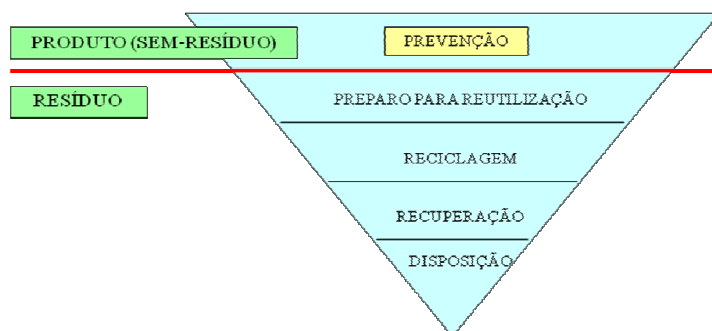 PRODUTO (SEM-RESÍDUO)
PREVENÇÃO
RESÍDUO
PREPARO PARA REUTILIZAÇÃO
RECICLAGEM
RECUPERAÇÃO
DISPOSIÇÃO